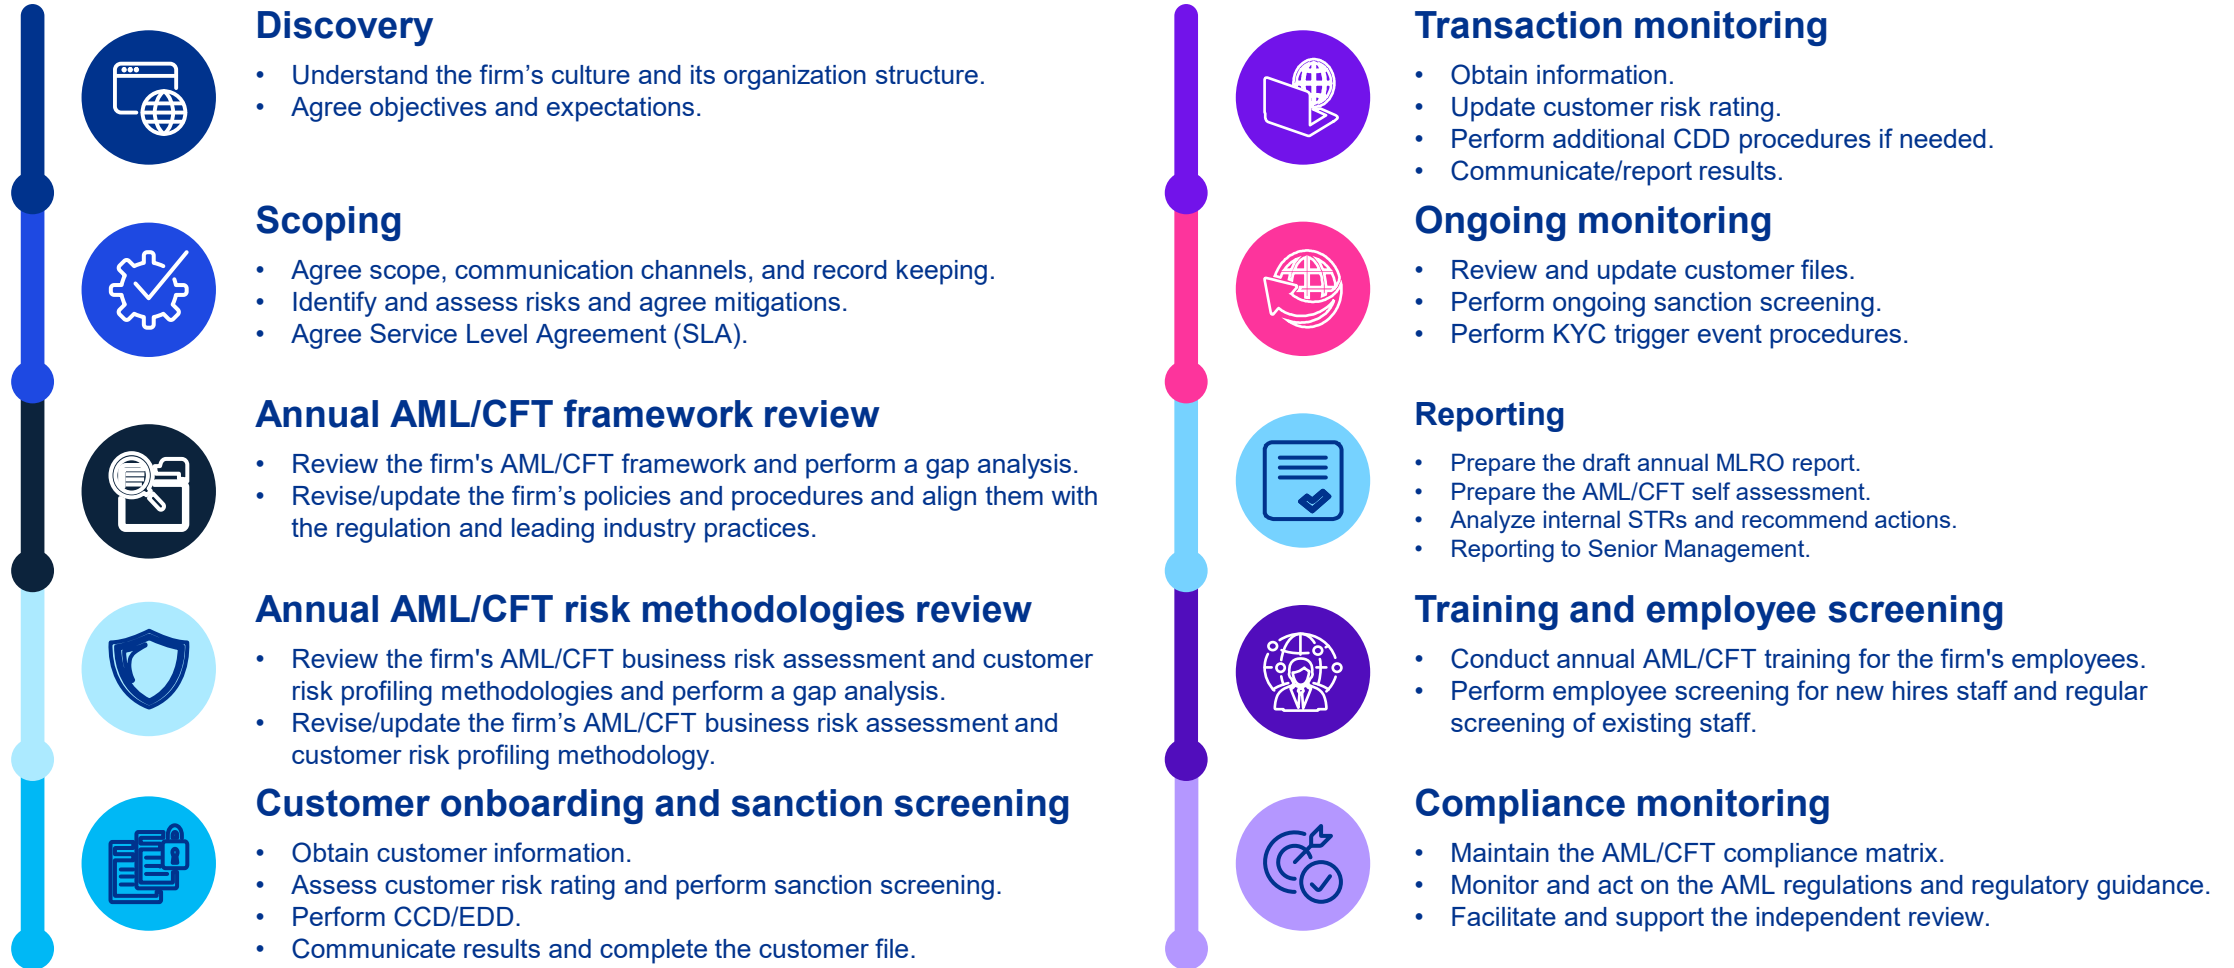 Discovery
• Understand the firm’s culture and its organization structure.
• Agree objectives and expectations.
Scoping
• Agree scope, communication channels, and record keeping.
• Identify and assess risks and agree mitigations.
• Agree Service Level Agreement (SLA).
Annual AML/CFT framework review
• Review the firm's AML/CFT framework and perform a gap analysis.
• Revise/update the firm’s policies and procedures and align them with
the regulation and leading industry practices.
Annual AML/CFT risk methodologies review
• Review the firm's AML/CFT business risk assessment and customer
risk profiling methodologies and perform a gap analysis.
• Revise/update the firm’s AML/CFT business risk assessment and
customer risk profiling methodology.
Customer onboarding and sanction screening
• Obtain customer information.
• Assess customer risk rating and perform sanction screening.
• Perform CCD/EDD.
• Communicate results and complete the customer file.
Transaction monitoring
• Obtain information.
• Update customer risk rating.
• Perform additional CDD procedures if needed.
• Communicate/report results.
Ongoing monitoring
• Review and update customer files.
• Perform ongoing sanction screening.
• Perform KYC trigger event procedures.
Reporting
• Prepare the draft annual MLRO report.
• Prepare the AML/CFT self assessment.
• Analyze internal STRs and recommend actions.
• Reporting to Senior Management.
Training and employee screening
• Conduct annual AML/CFT training for the firm's employees.
• Perform employee screening for new hires staff and regular
screening of existing staff.
Compliance monitoring
• Maintain the AML/CFT compliance matrix.
• Monitor and act on the AML regulations and regulatory guidance.
• Facilitate and support the independent review.